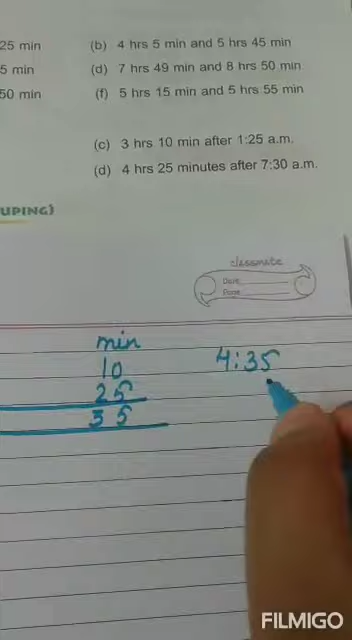 25 min (b) 4 hrs 5 min and 5 hrs 45 min
5 min (d) 7 hrs 49 min and 8 hrs 50 min
50 min (f) 5 hrs 15 min and 5 hrs 55 min
(c) 3 hrs 10 min after 1:25 a.m.
(d) 4 hrs 25 minutes after 7:30 a.m.
UPING)
classmate
Date
Page
min
10 4:35
25
35
FILMIGO